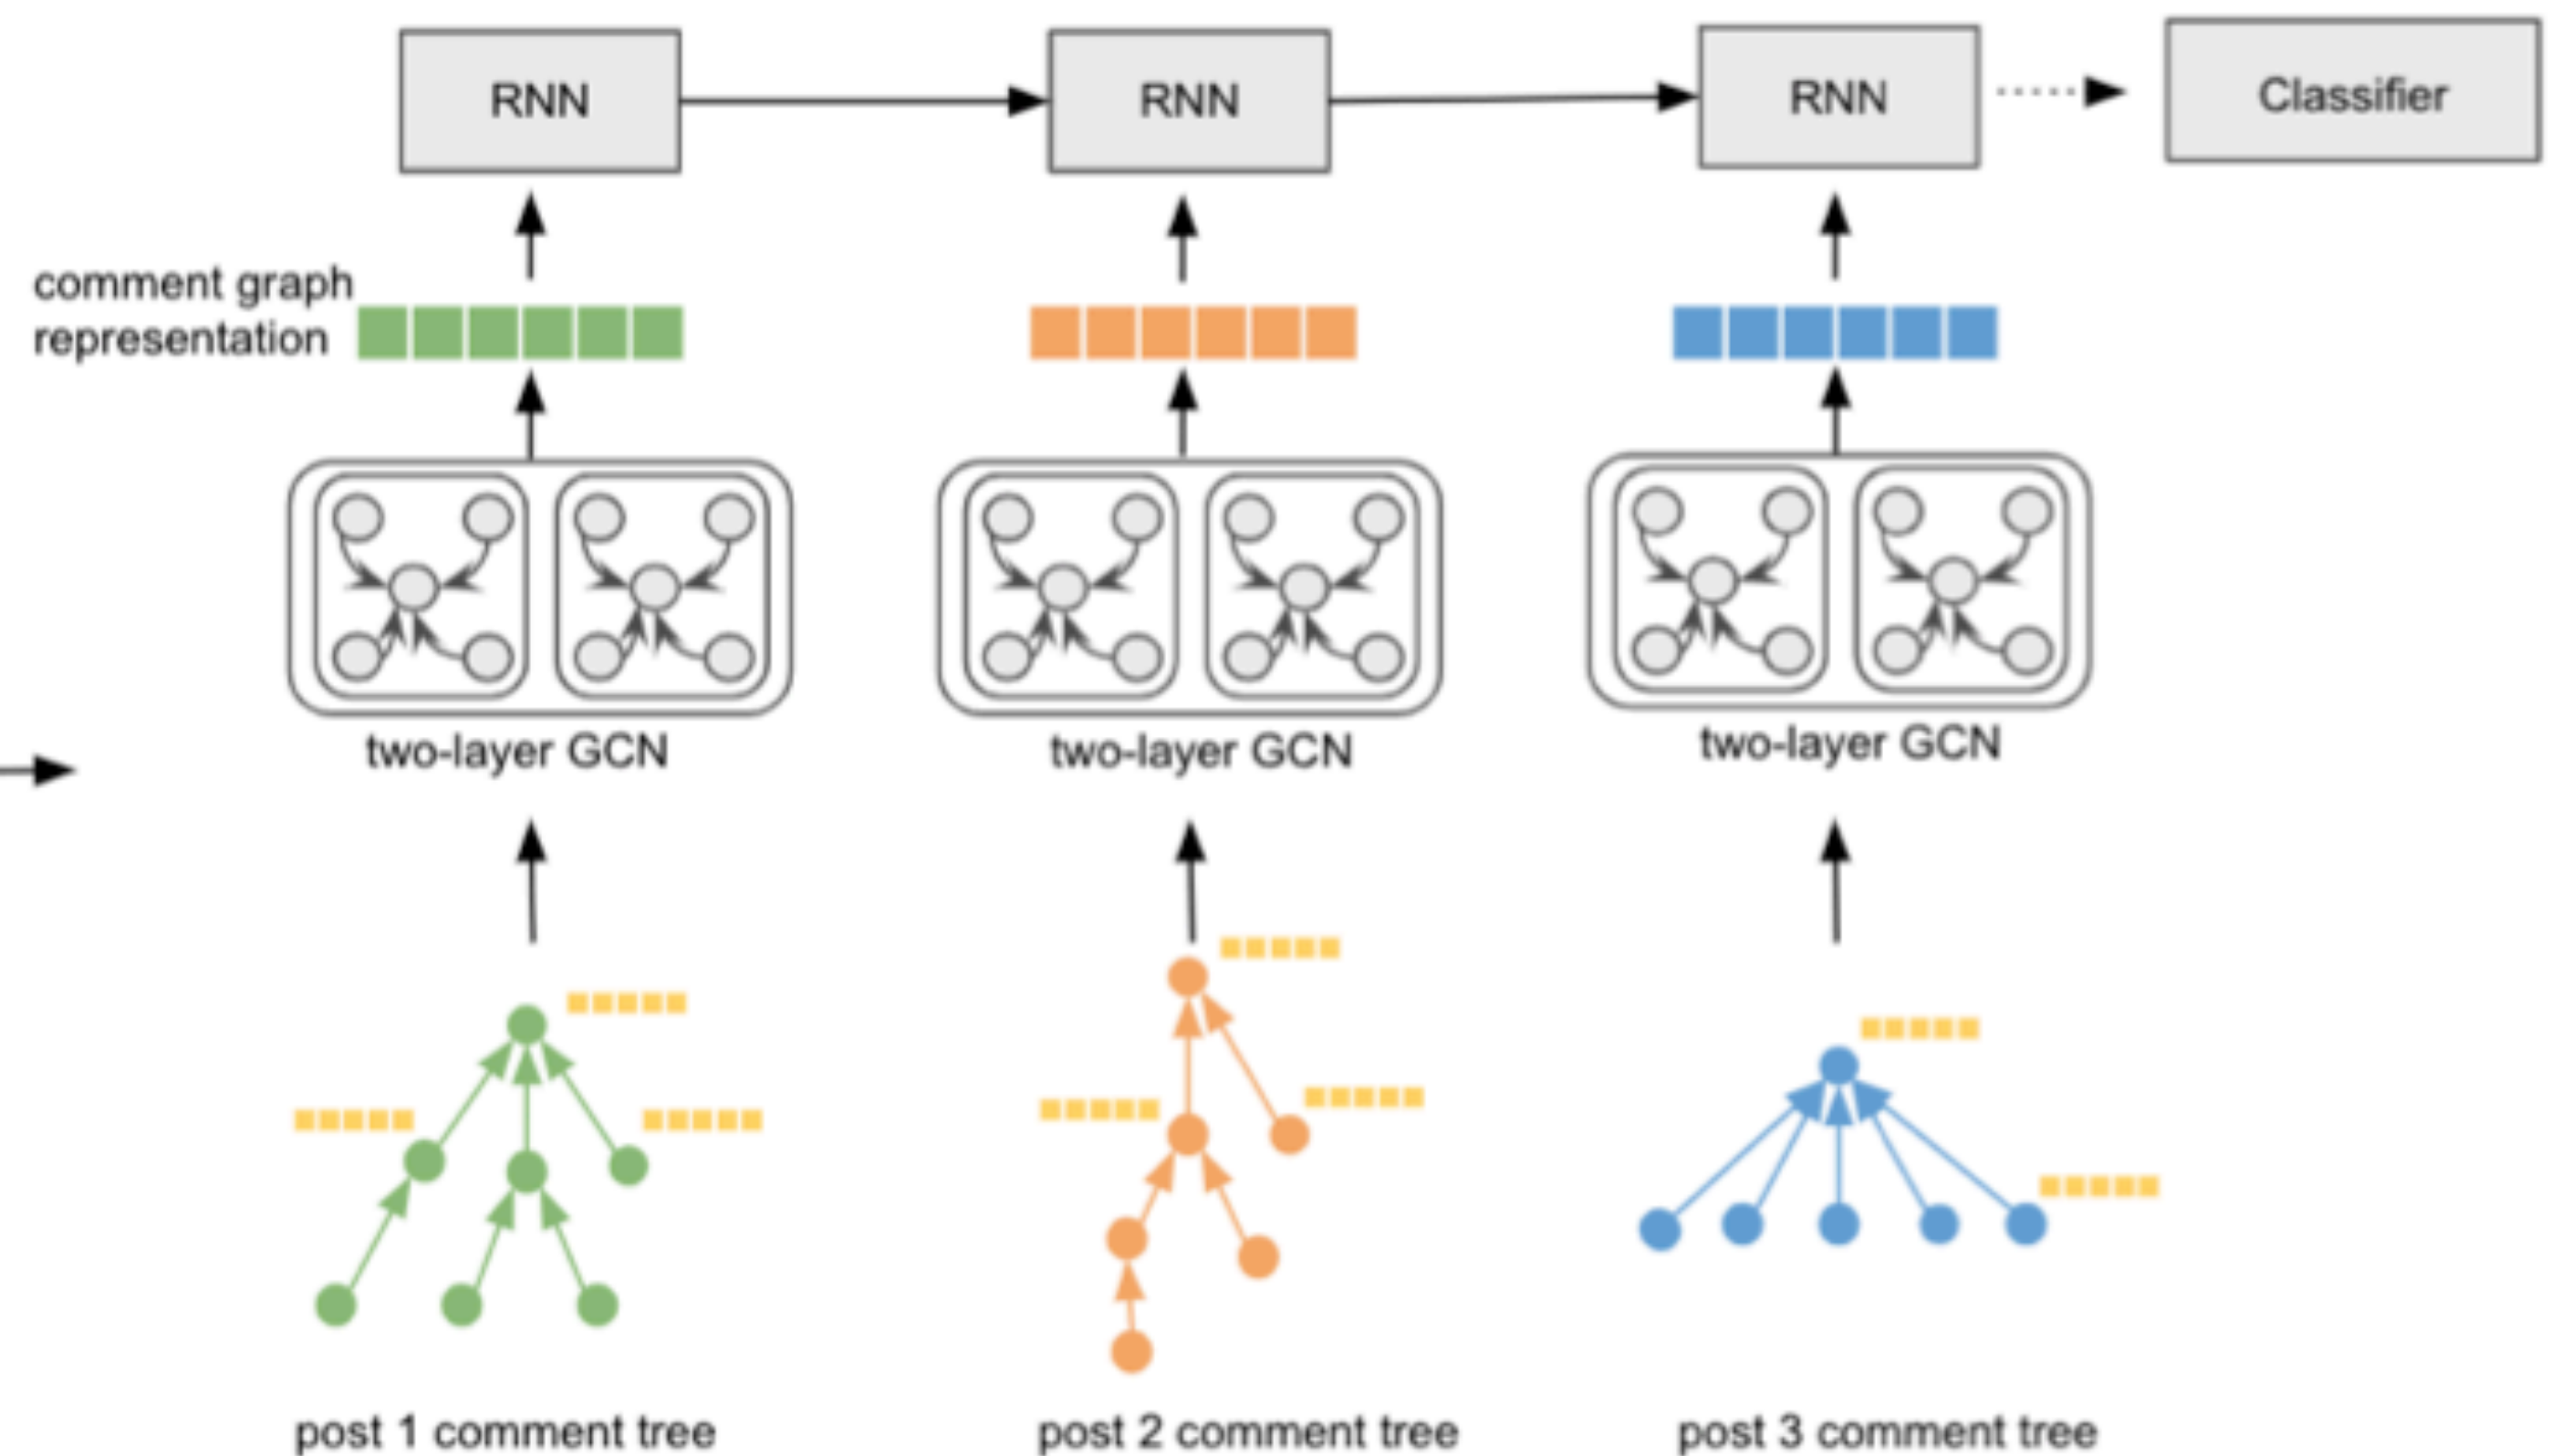 RNN
RNN
RNN
Classifier
comment graph
representation
two-layer GCN
two-layer GCN
two-layer GCN
post 1 comment tree
post 2 comment tree
post 3 comment tree